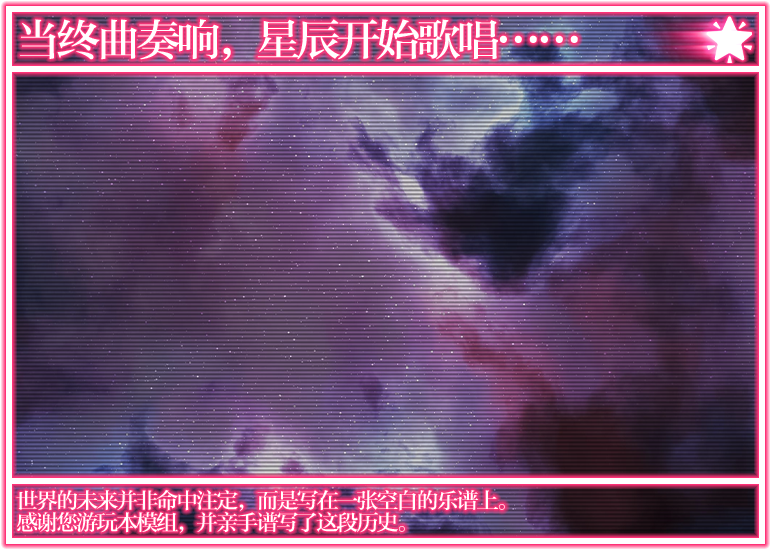 当终曲奏响，星辰开始歌唱……
世界的未来并非命中注定，而是写在一张空白的乐谱上。
感谢您游玩本模组，并亲手谱写了这段历史。